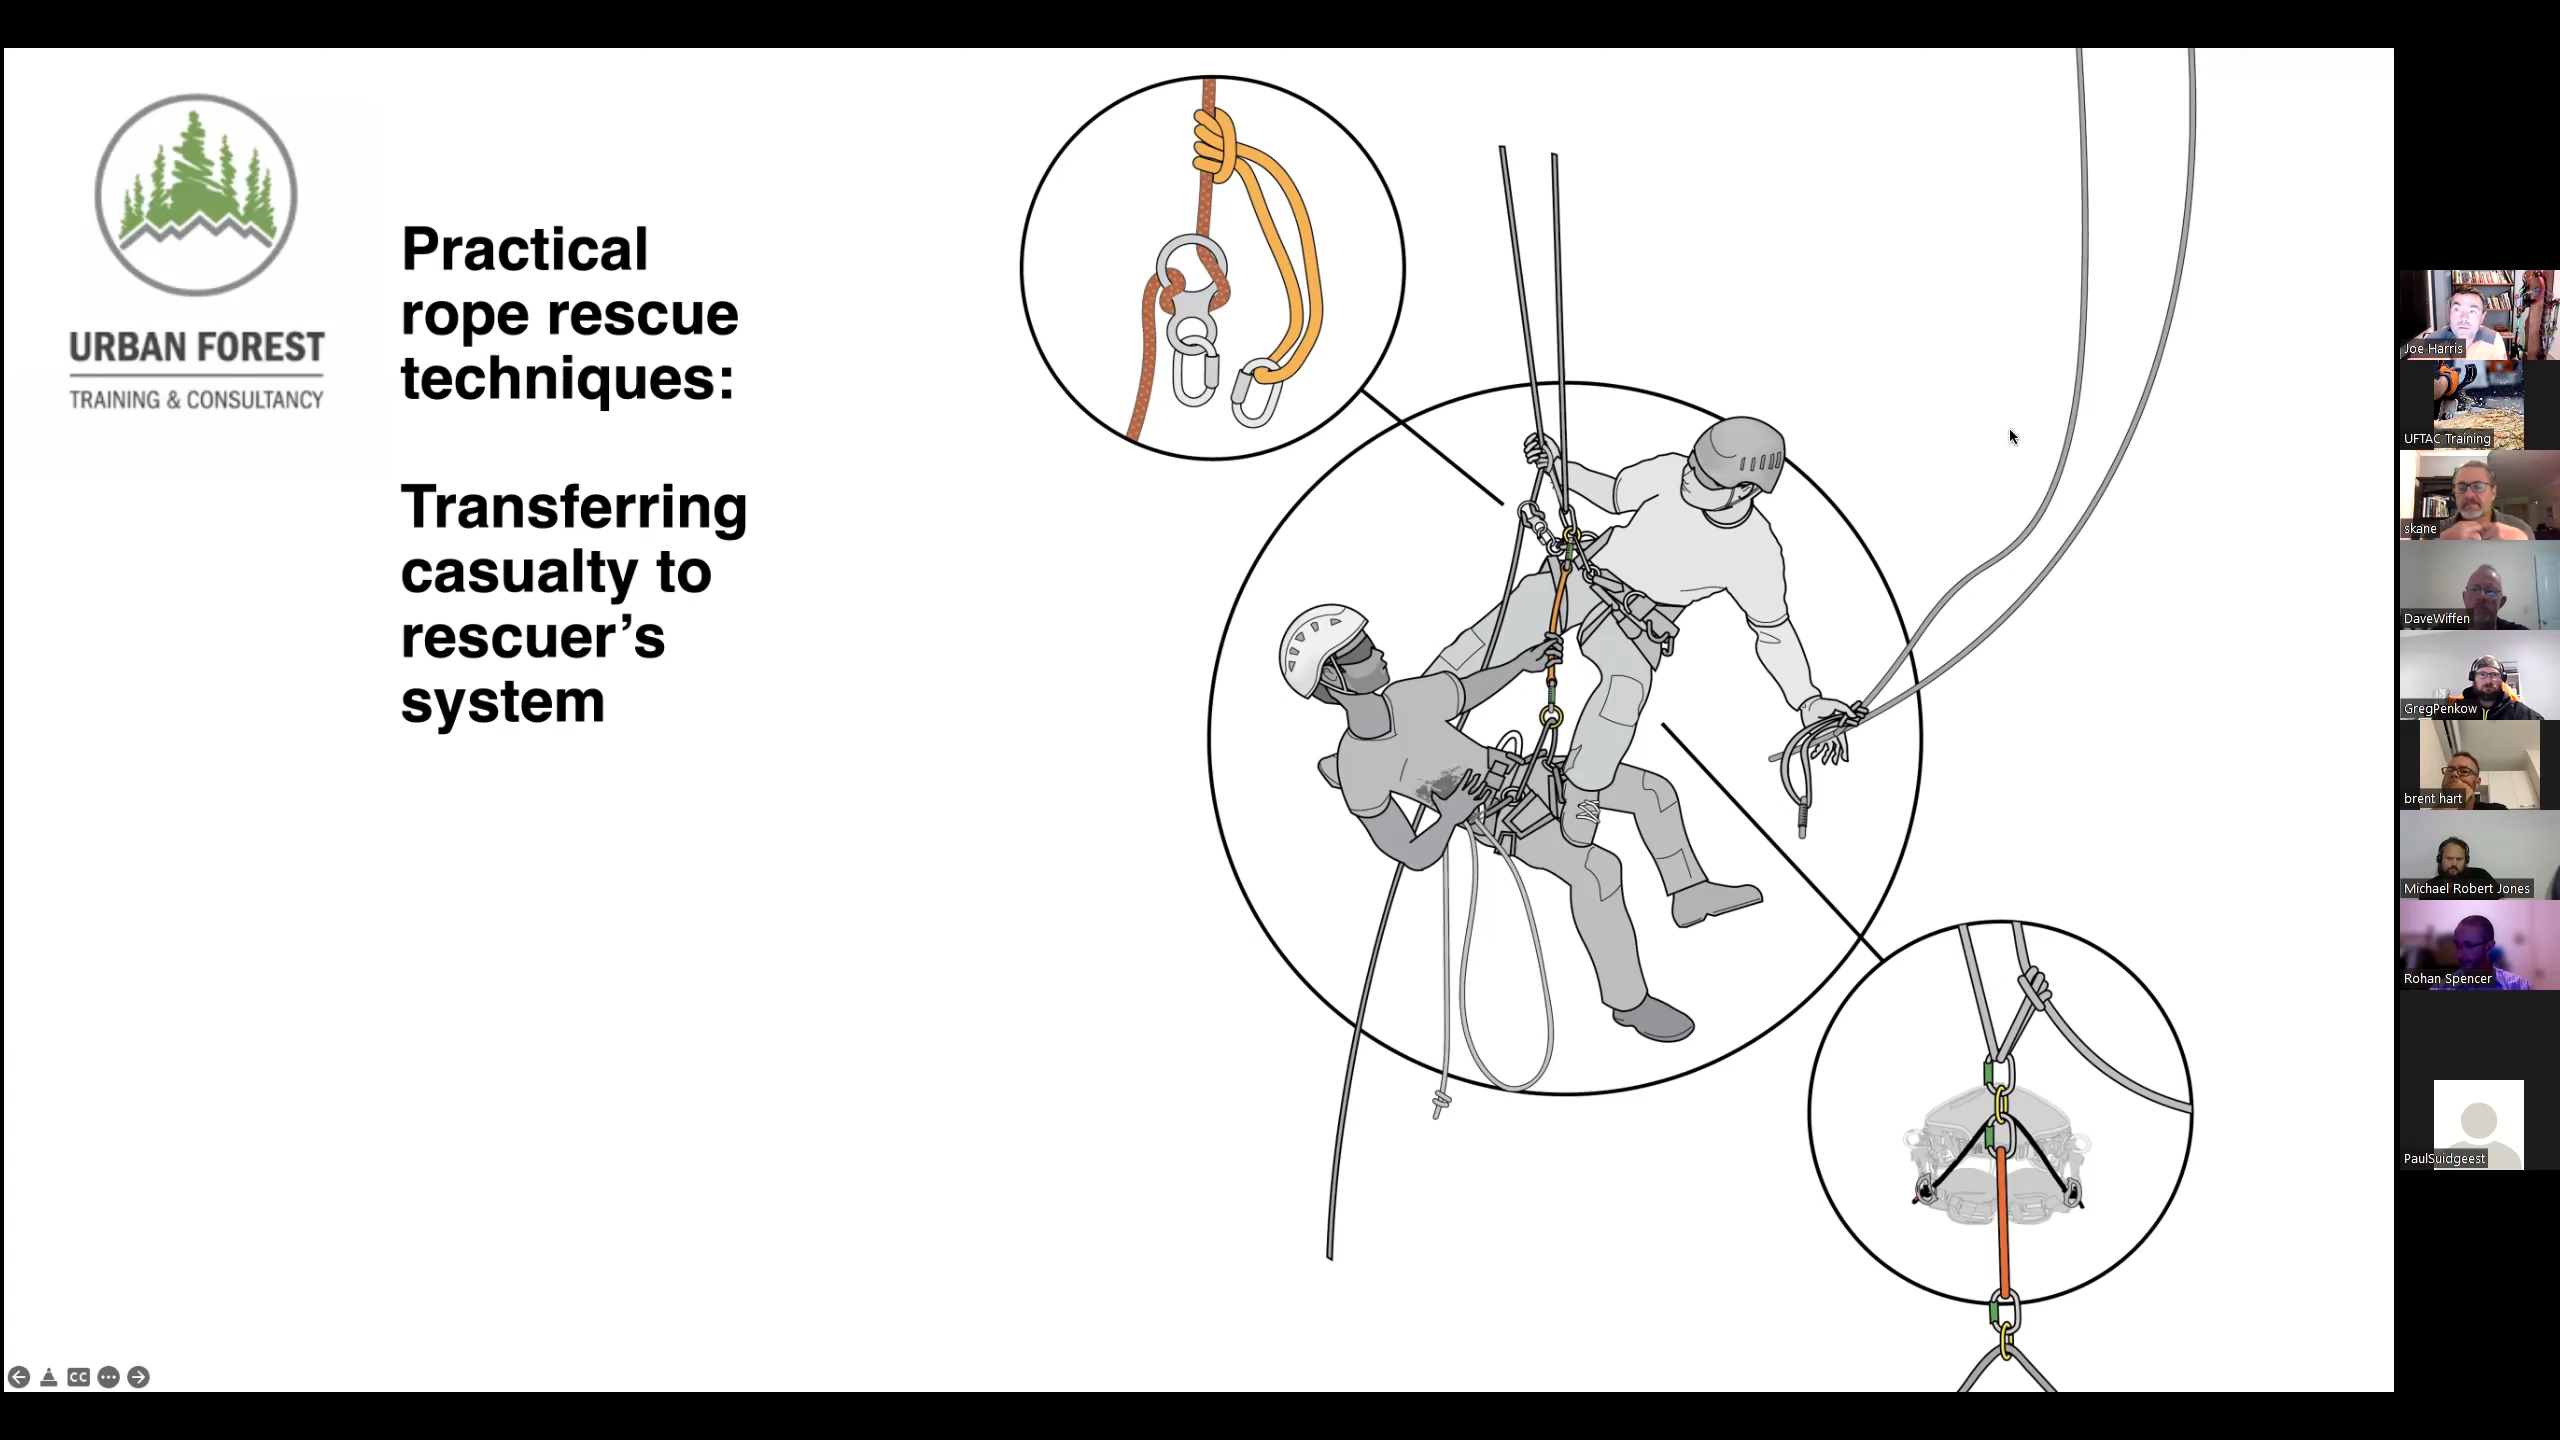 URBAN FOREST
TRAINING & CONSULTANCY
Practical
rope rescue
techniques:
Transferring
casualty to
rescuer’s
system
CC
Joe Harris
UFTAC Training
skane
DaveWiffen
GregPenkow
brent hart
Michael Robert Jones
Rohan Spencer
PaulSuidgeest